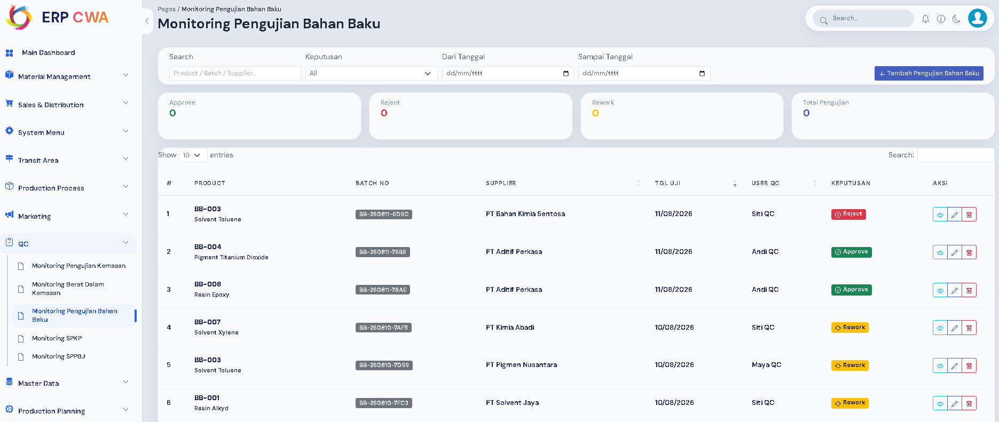 ERP CWA
Main Dashboard
Material Management
Sales & Distribution
System Menu
Transit Area
Production Process
Marketing
QC
Monitoring Pengujian Kemasan
Monitoring Berat Dalam
Kemasan
Monitoring Pengujian Bahan
Baku
Monitoring SPKP
Monitoring SPPBJ
Master Data
Production Planning
Pages / Monitoring Pengujian Bahan Baku
Monitoring Pengujian Bahan Baku
Search...
Search Keputusan Dari Tanggal Sampai Tanggal
Product / Batch / Supplier... All dd/mm/tttt dd/mm/tttt + Tambah Pengujian Bahan Baku
Approve Reject Rework Total Pengujian
0 0 0 0
Show 10 entries Search:
# PRODUCT BATCH NO SUPPLIER TGL UJI USER QC KEPUTUSAN AKSI
1 BB-003 BB-260811-6D9C PT Bahan Kimia Sentosa 11/08/2026 Siti QC Reject
Solvent Toluene
2 BB-004 BB-260811-76B6 PT Aditif Perkasa 11/08/2026 Andi QC Approve
Pigment Titanium Dioxide
3 BB-008 BB-260811-78AE PT Aditif Perkasa 11/08/2026 Andi QC Approve
Resin Epoxy
4 BB-007 BB-260810-7AF5 PT Kimia Abadi 10/08/2026 Siti QC Rework
Solvent Xylene
5 BB-003 BB-260810-7D99 PT Pigmen Nusantara 10/08/2026 Maya QC Rework
Solvent Toluene
6 BB-001 BB-260810-7FC3 PT Solvent Jaya 10/08/2026 Siti QC Rework
Resin Alkyd